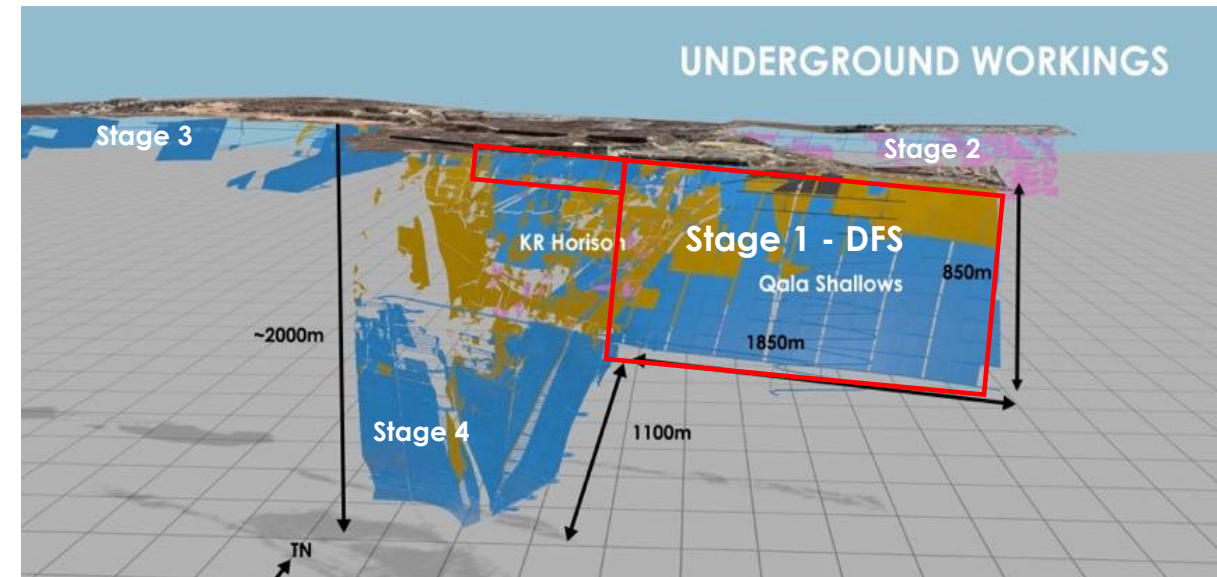 UNDERGROUND WORKINGS
Stage 3
Stage 2
KR Horison
Stage 1 - DFS
Qala Shallows
850m
~2000m
1850m
Stage 4
1100m
TN